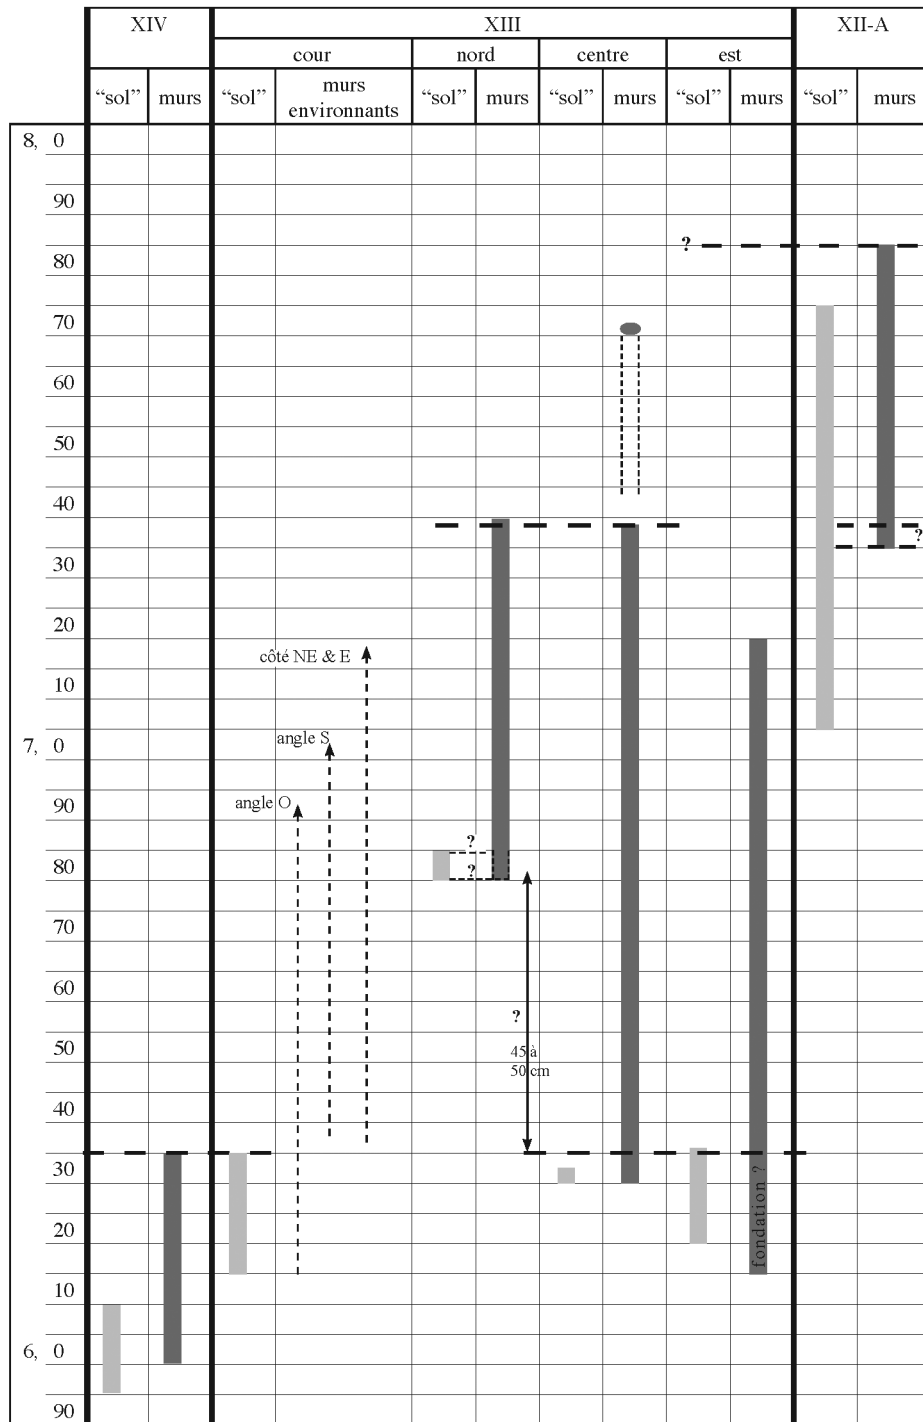 XIV XIII XII-A
cour nord centre est
“sol” murs “sol” murs “sol” murs “sol” murs “sol” murs “sol” murs
environnants
8, 0
90
? 80
70
60
50
40
?
30
20
côté NE & E
10
angle S
7, 0
angle O
90
?
80 ?
70
60
?
50 45 à
50 cm
40
30
fondation ?
20
10
6, 0
90